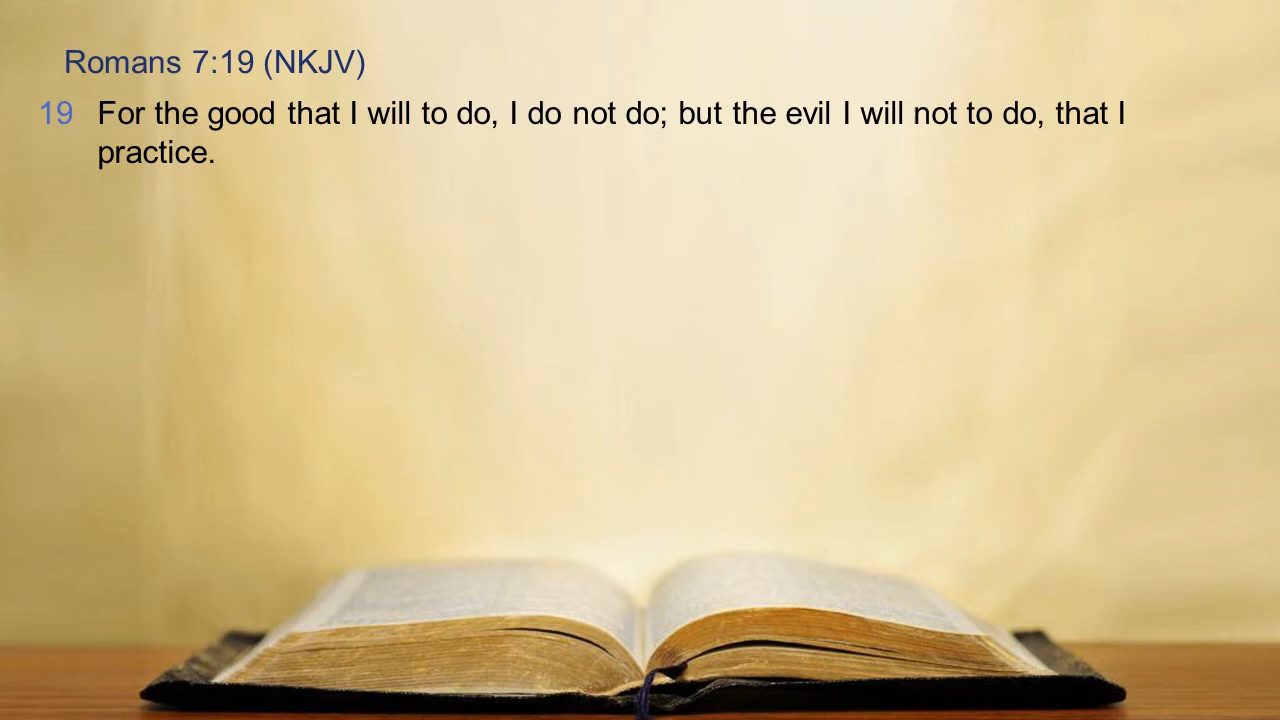 Romans 7:19 (NKJV)
19 For the good that I will to do, I do not do; but the evil I will not to do, that I
practice.